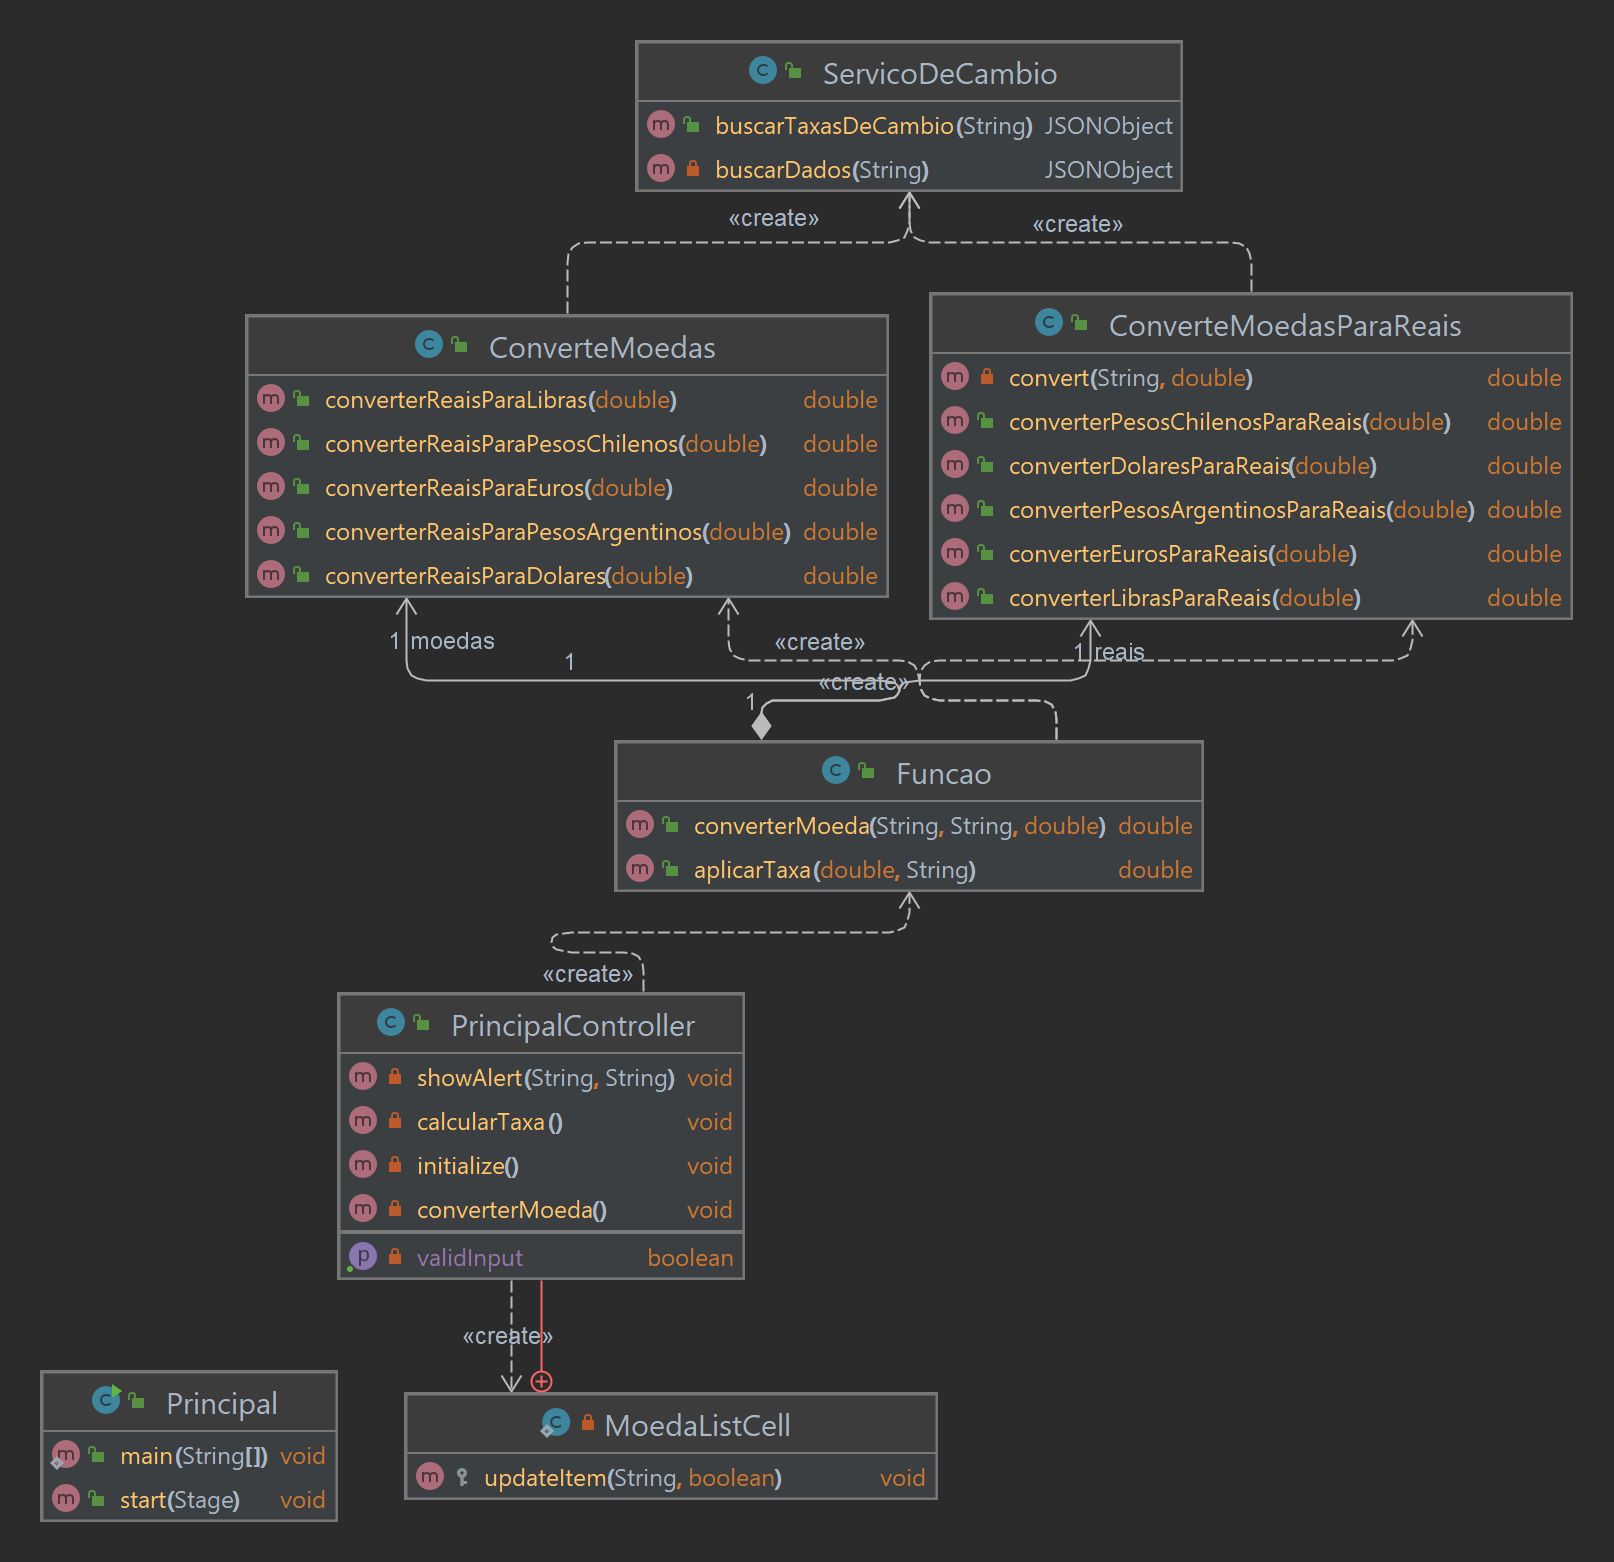 ServicoDeCambio
buscarTaxasDeCambio(String) JSONObject
buscarDados(String) JSONObject
«create»
«create»
ConverteMoedas
converterReaisParaLibras(double) double
converterReaisParaPesosChilenos(double) double
converterReaisParaEuros(double) double
converterReaisParaPesosArgentinos(double) double
converterReaisParaDolares(double) double
ConverteMoedasParaReais
convert(String, double) double
converterPesosChilenosParaReais(double) double
converterDolaresParaReais(double) double
converterPesosArgentinosParaReais(double) double
converterEurosParaReais(double) double
converterLibrasParaReais(double) double
1 moedas
«create»
1 reais
1
«create»
1
Funcao
converterMoeda(String, String, double) double
aplicarTaxa(double, String) double
«create»
PrincipalController
showAlert(String, String) void
calcularTaxa() void
initialize() void
converterMoeda() void
validInput boolean
«create»
Principal
main(String[]) void
start(Stage) void
MoedaListCell
updateItem(String, boolean) void